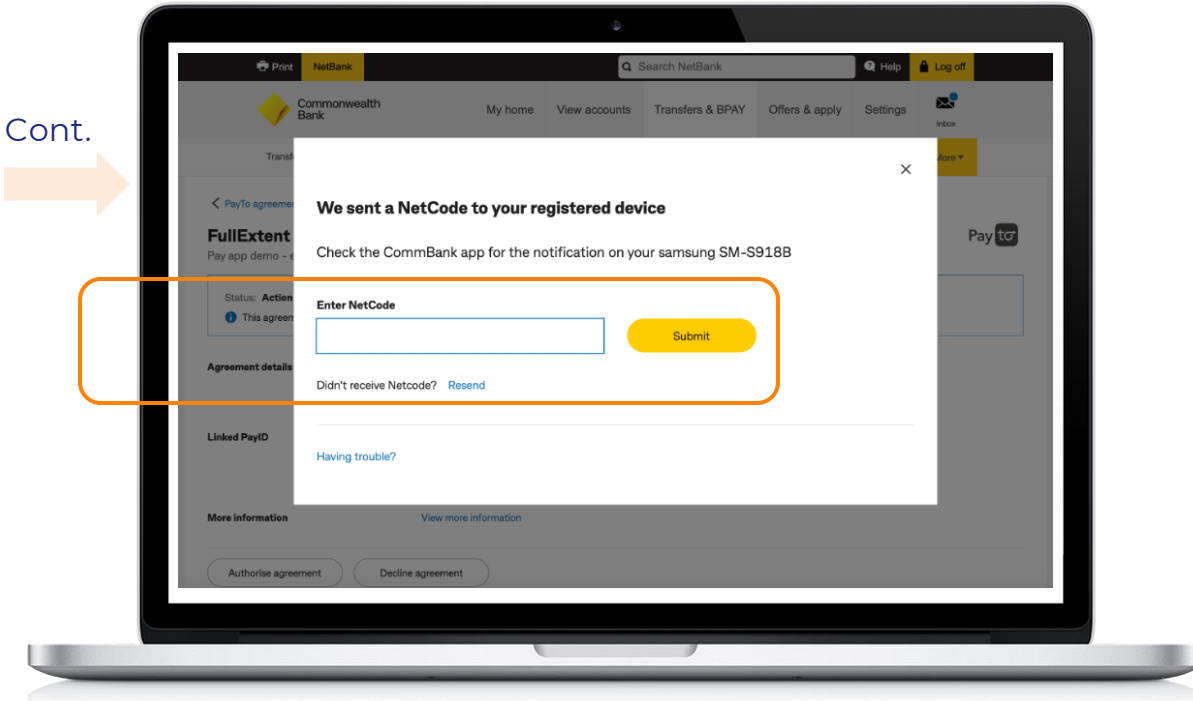 Cont.
Print NetBank Search NetBank Help Log off
Commonwealth
Bank
My home View accounts Transfers & BPAY Offers & apply Settings Inbox
More
PayTo
We sent a NetCode to your registered device
FullExtent
Pay to
Check the CommBank app for the notification on your samsung SM-S918B
Pay app demo -
Status: Action
Enter NetCode
This
Submit
Agreement details
Didn't receive Netcode? Resend
Linked PayID
Having trouble?
More information View more information
Authorise agreement Decline agreement